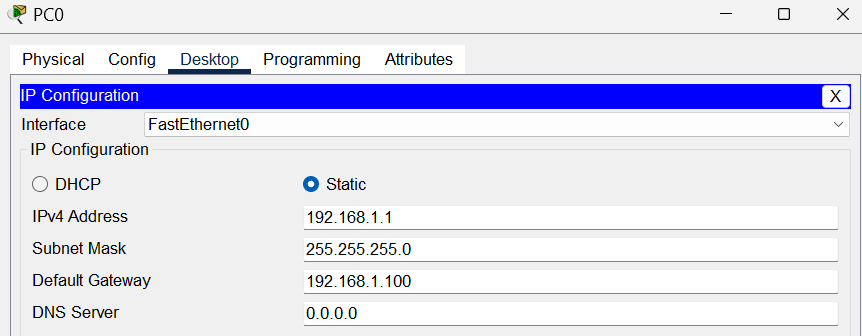 PC0
Physical Config Desktop Programming Attributes
IP Configuration X
Interface FastEthernet0
IP Configuration
DHCP Static
IPv4 Address 192.168.1.1
Subnet Mask 255.255.255.0
Default Gateway 192.168.1.100
DNS Server 0.0.0.0